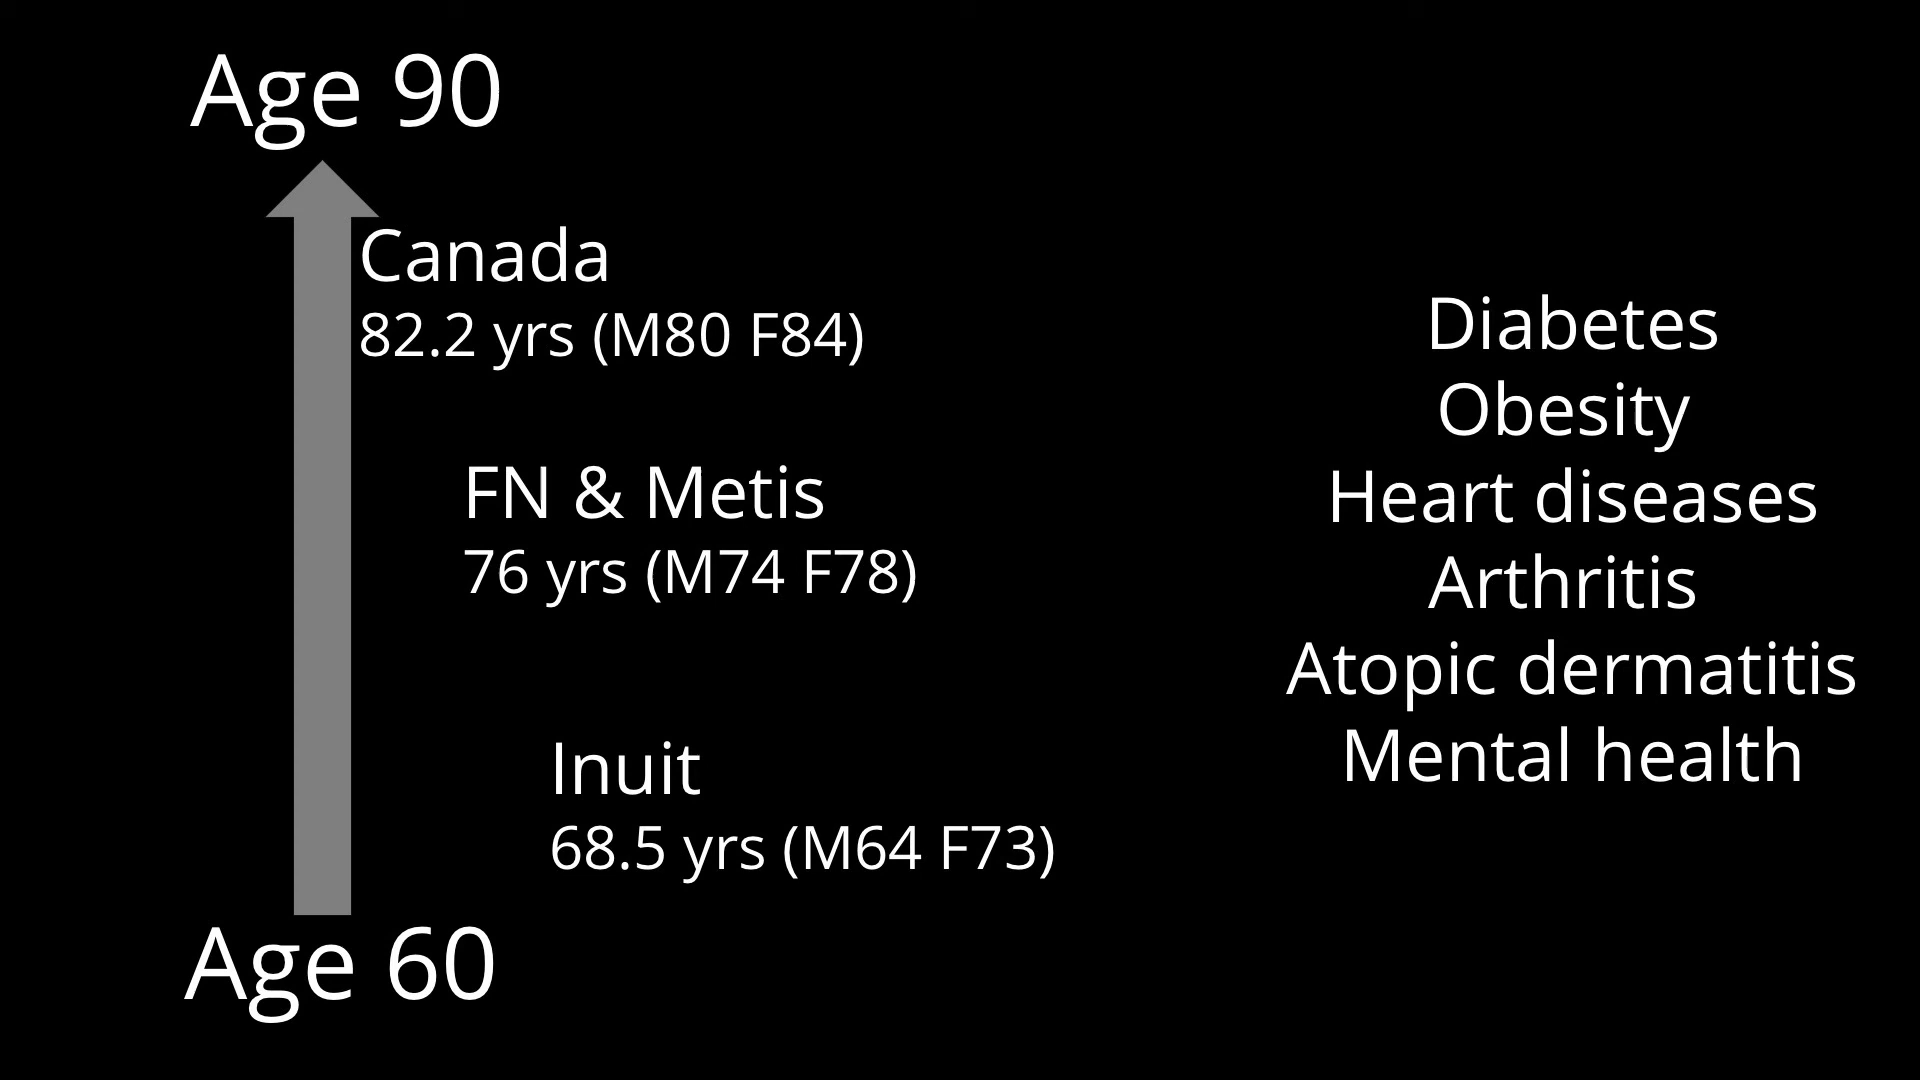 Age 90
Canada
82.2 yrs (M80 F84)
FN & Metis
76 yrs (M74 F78)
Inuit
68.5 yrs (M64 F73)
Age 60
Diabetes
Obesity
Heart diseases
Arthritis
Atopic dermatitis
Mental health